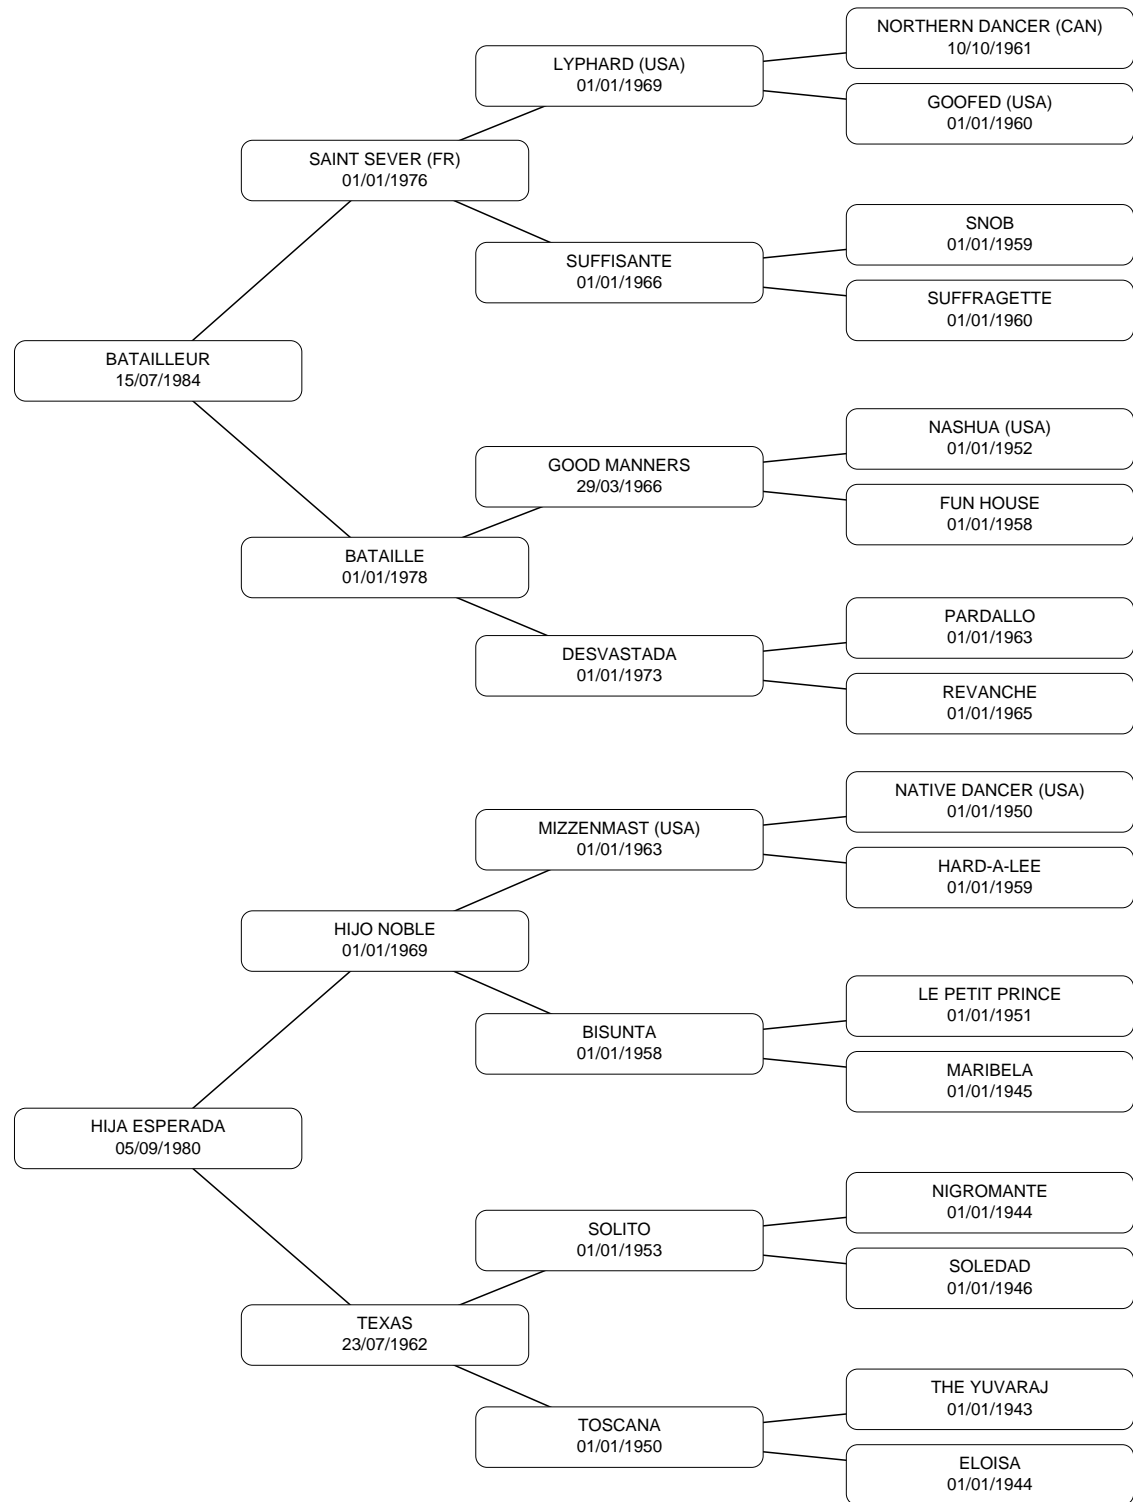 NORTHERN DANCER (CAN)
10/10/1961
LYPHARD (USA)
01/01/1969
GOOFED (USA)
01/01/1960
SAINT SEVER (FR)
01/01/1976
SNOB
01/01/1959
SUFFISANTE
01/01/1966
SUFFRAGETTE
01/01/1960
BATAILLEUR
15/07/1984
NASHUA (USA)
01/01/1952
GOOD MANNERS
29/03/1966
FUN HOUSE
01/01/1958
BATAILLE
01/01/1978
PARDALLO
01/01/1963
DESVASTADA
01/01/1973
REVANCHE
01/01/1965
NATIVE DANCER (USA)
01/01/1950
MIZZENMAST (USA)
01/01/1963
HARD-A-LEE
01/01/1959
HIJO NOBLE
01/01/1969
LE PETIT PRINCE
01/01/1951
BISUNTA
01/01/1958
MARIBELA
01/01/1945
HIJA ESPERADA
05/09/1980
NIGROMANTE
01/01/1944
SOLITO
01/01/1953
SOLEDAD
01/01/1946
TEXAS
23/07/1962
THE YUVARAJ
01/01/1943
TOSCANA
01/01/1950
ELOISA
01/01/1944